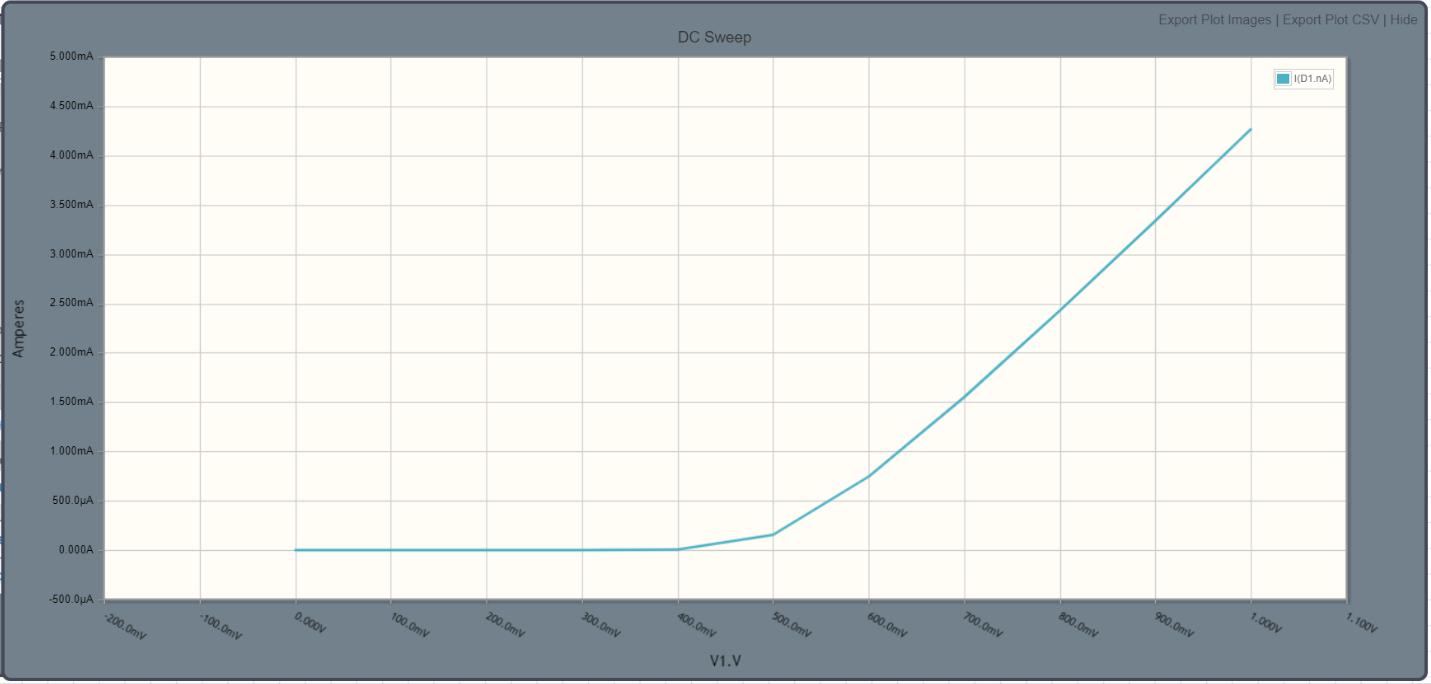 Export Plot Images | Export Plot CSV | Hide
DC Sweep
I(D1.nA)
5.000mA
4.500mA
4.000mA
3.500mA
3.000mA
2.500mA
2.000mA
1.500mA
1.000mA
500.0µA
0.000A
-500.0µA
Amperes
-200.0mV
-100.0mV
0.000V
100.0mV
200.0mV
300.0mV
400.0mV
500.0mV
600.0mV
700.0mV
800.0mV
900.0mV
1.000V
1.100V
V1.V